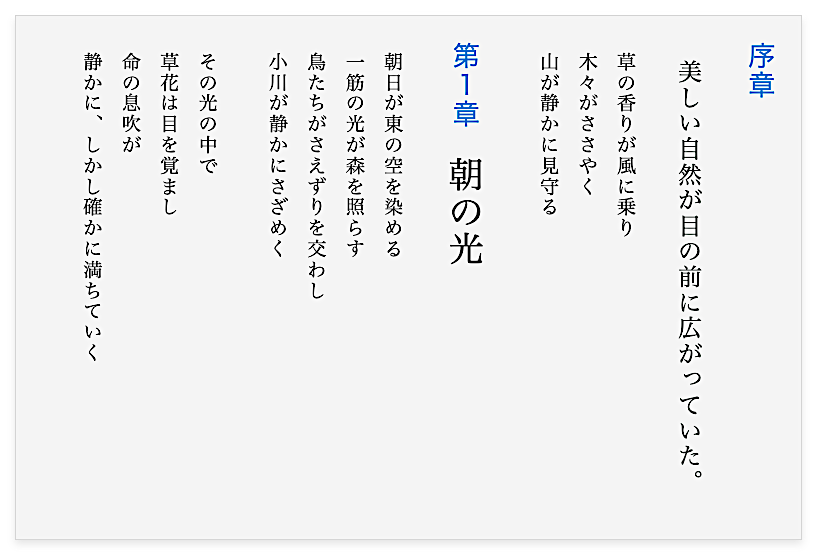 序章
美しい自然が目の前に広がっていた。
草の香りが風に乗り
木々がささやく
山が静かに見守る
第1章 朝の光
朝日が東の空を染める
一筋の光が森を照らす
鳥たちがさえずりを交わし
小川が静かにさざめく
その光の中で
草花は目を覚まし
命の息吹が
静かに、しかし確かに満ちていく